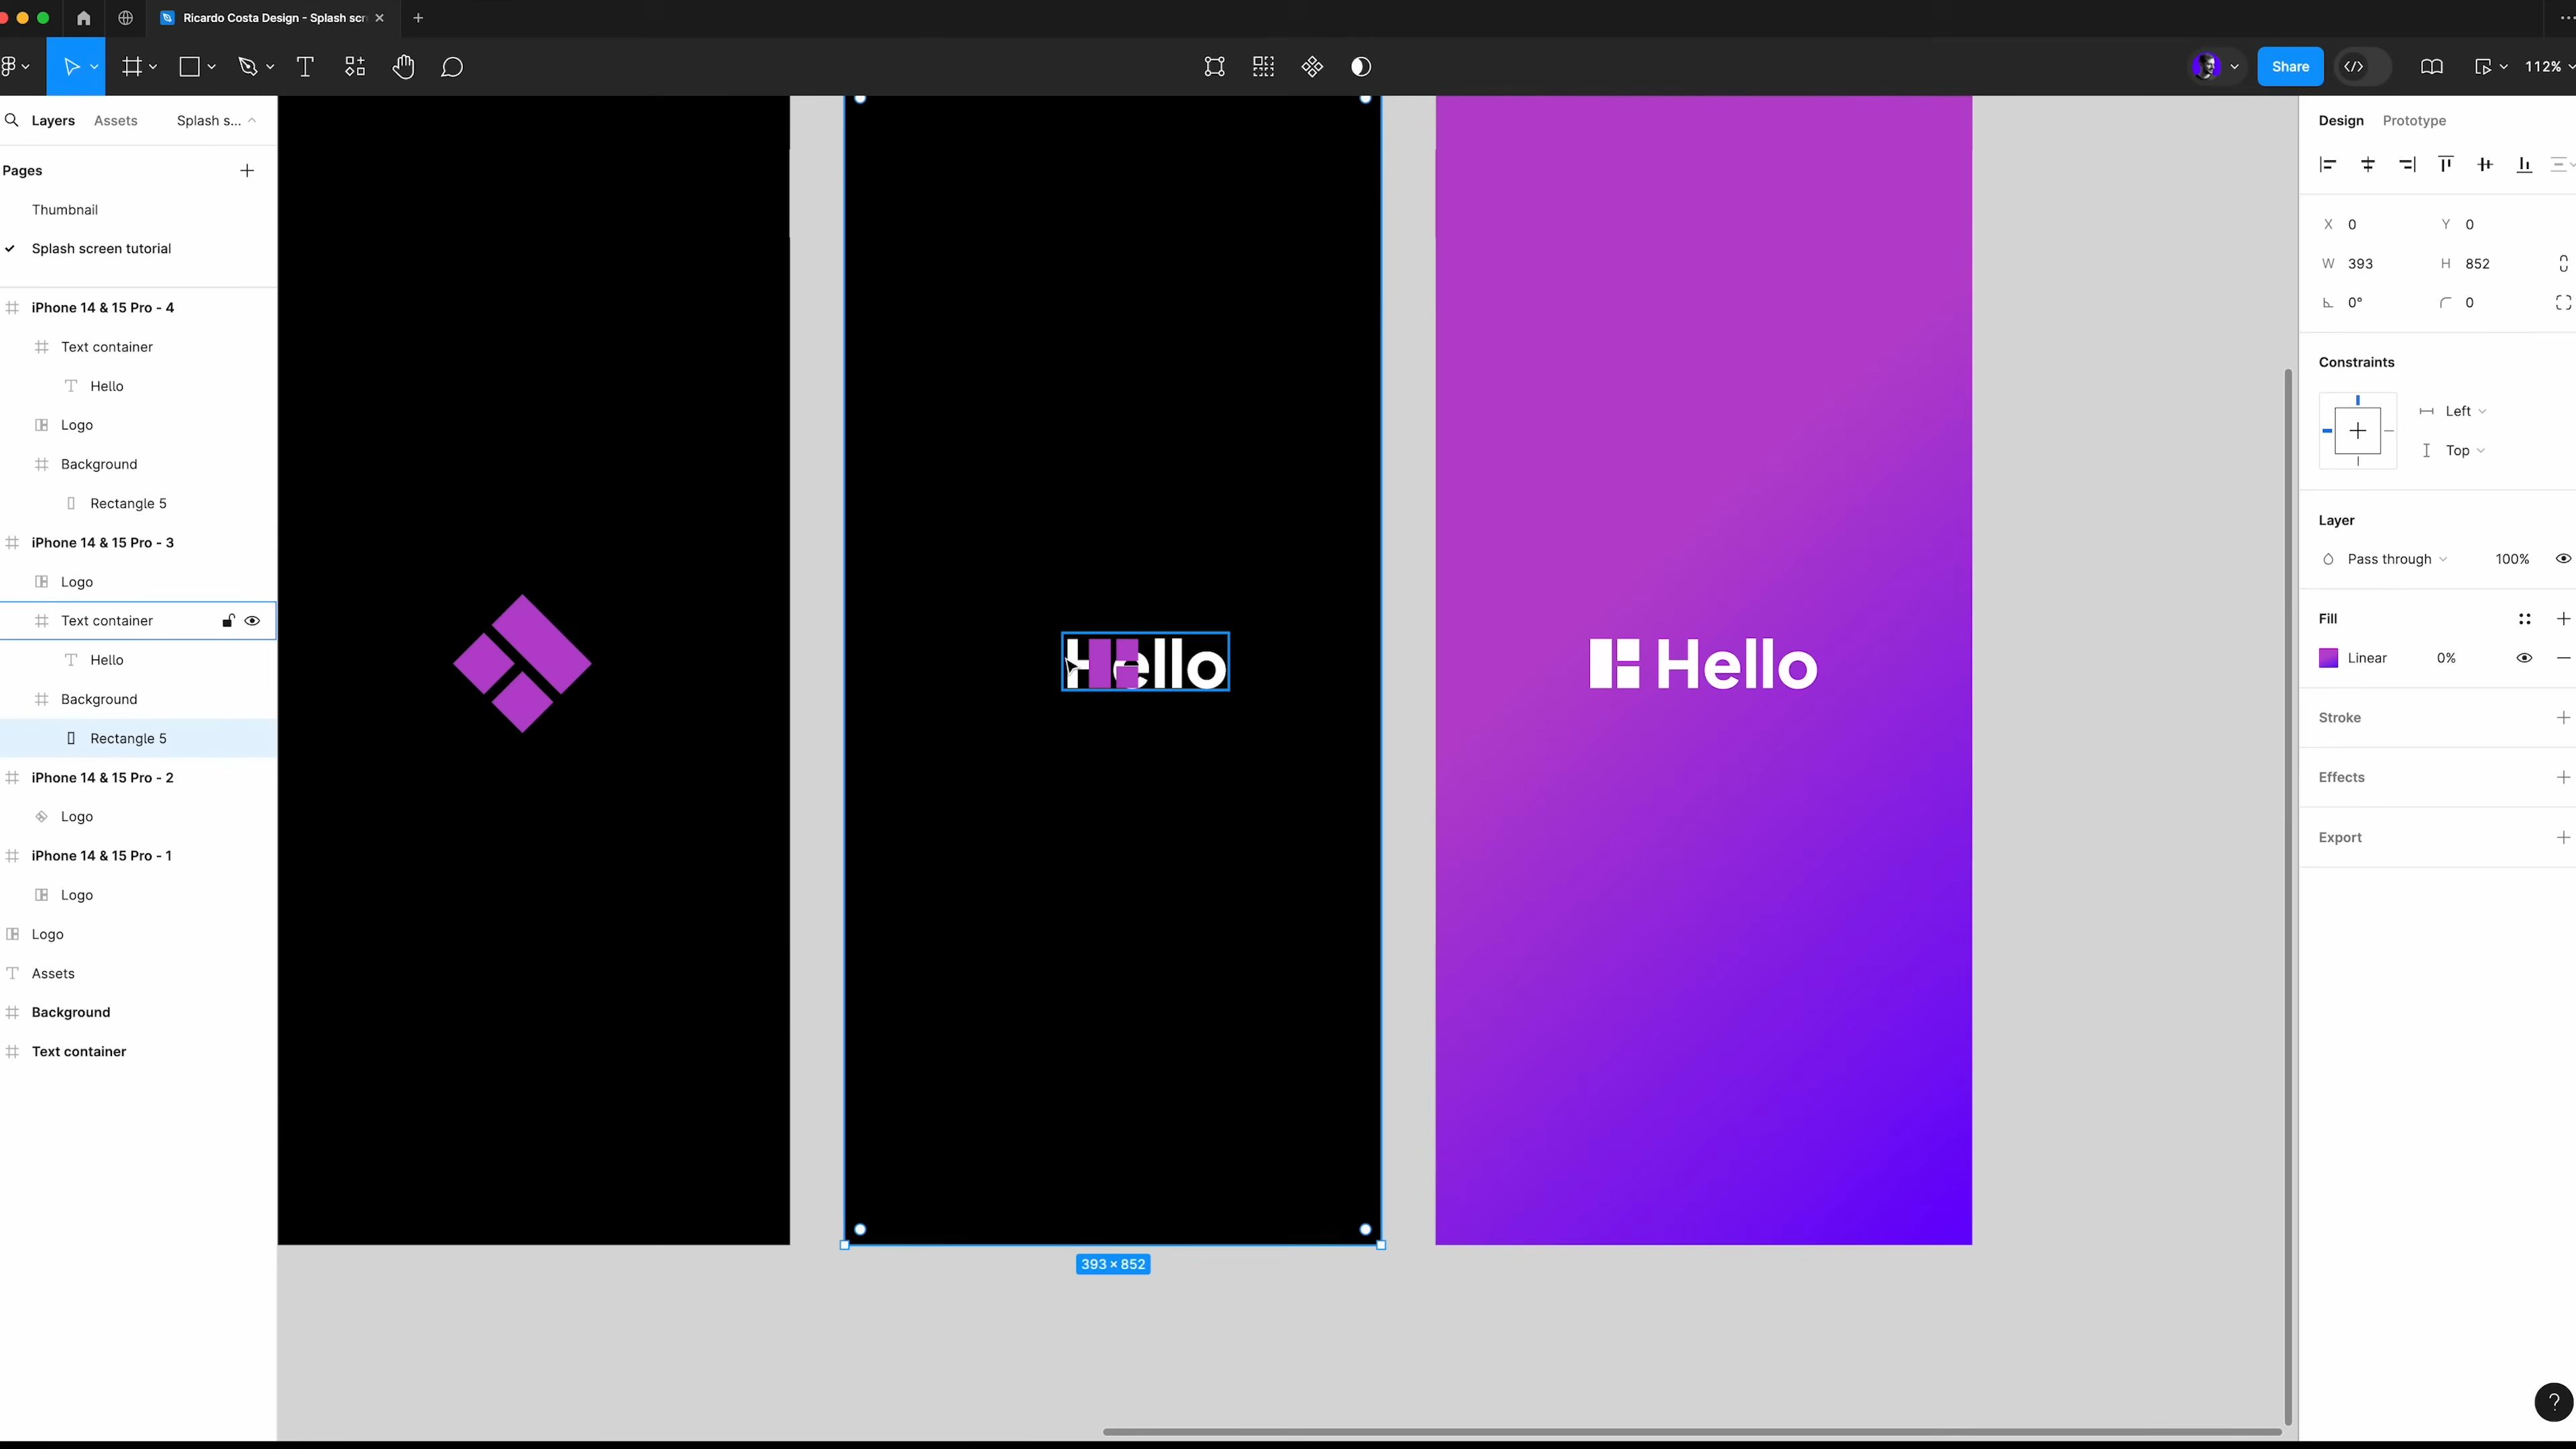 Ricardo Costa Design - Splash scr
Share
112%
Layers
Assets
Splash s...
Pages
Thumbnail
Splash screen tutorial
iPhone 14 & 15 Pro - 4
Text container
Hello
Logo
Background
Rectangle 5
iPhone 14 & 15 Pro - 3
Logo
Text container
Hello
Background
Rectangle 5
iPhone 14 & 15 Pro - 2
Logo
iPhone 14 & 15 Pro - 1
Logo
Logo
Assets
Background
Text container
Hello
393 × 852
Hello
Design
Prototype
X 0 Y 0
W 393 H 852
0° 0
Constraints
Left
Top
Layer
Pass through 100%
Fill
Linear 0%
Stroke
Effects
Export
?